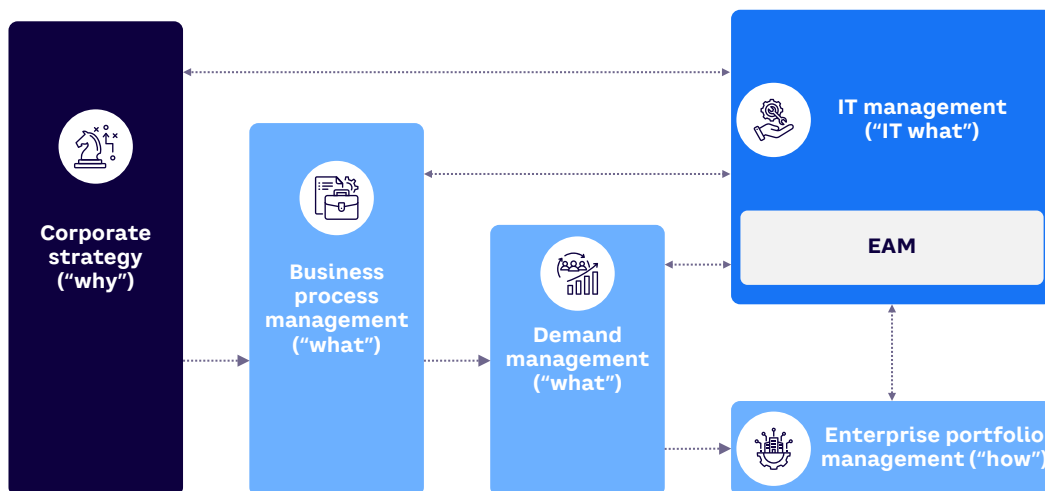 Corporate
strategy
(“why”)
Business
process
management
(“what”)
Demand
management
(“what”)
IT management
(“IT what”)
EAM
Enterprise portfolio
management (“how”)